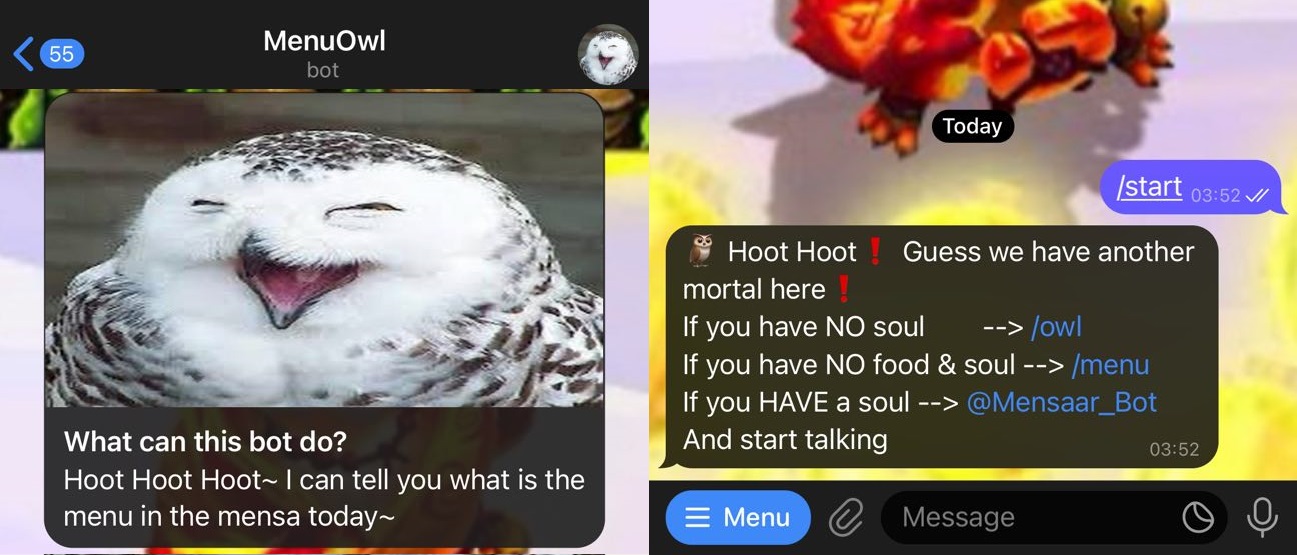 55
MenuOwl
bot
What can this bot do?
Hoot Hoot Hoot~ I can tell you what is the
menu in the mensa today~
Today
/start 03:52
🦉 Hoot Hoot❗ Guess we have another
mortal here❗
If you have NO soul --> /owl
If you have NO food & soul --> /menu
If you HAVE a soul --> @Mensaar_Bot
And start talking
03:52
Menu
Message